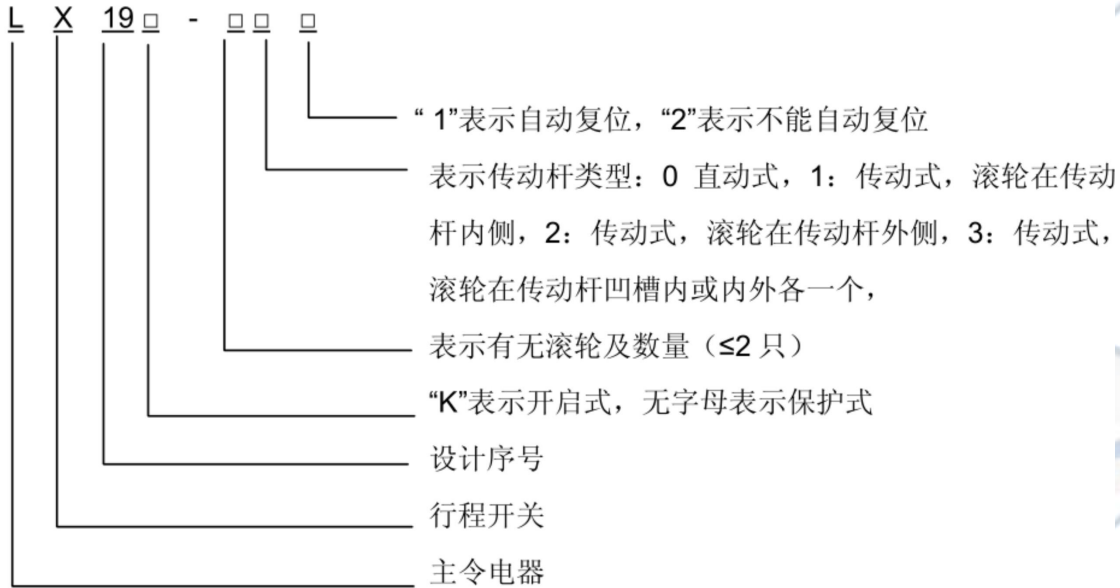 L X 19 □ - □ □ □
“ 1”表示自动复位，“2”表示不能自动复位
表示传动杆类型：0 直动式，1：传动式，滚轮在传动
杆内侧，2：传动式，滚轮在传动杆外侧，3：传动式，
滚轮在传动杆凹槽内或内外各一个，
表示有无滚轮及数量（≤2 只）
“K”表示开启式，无字母表示保护式
设计序号
行程开关
主令电器